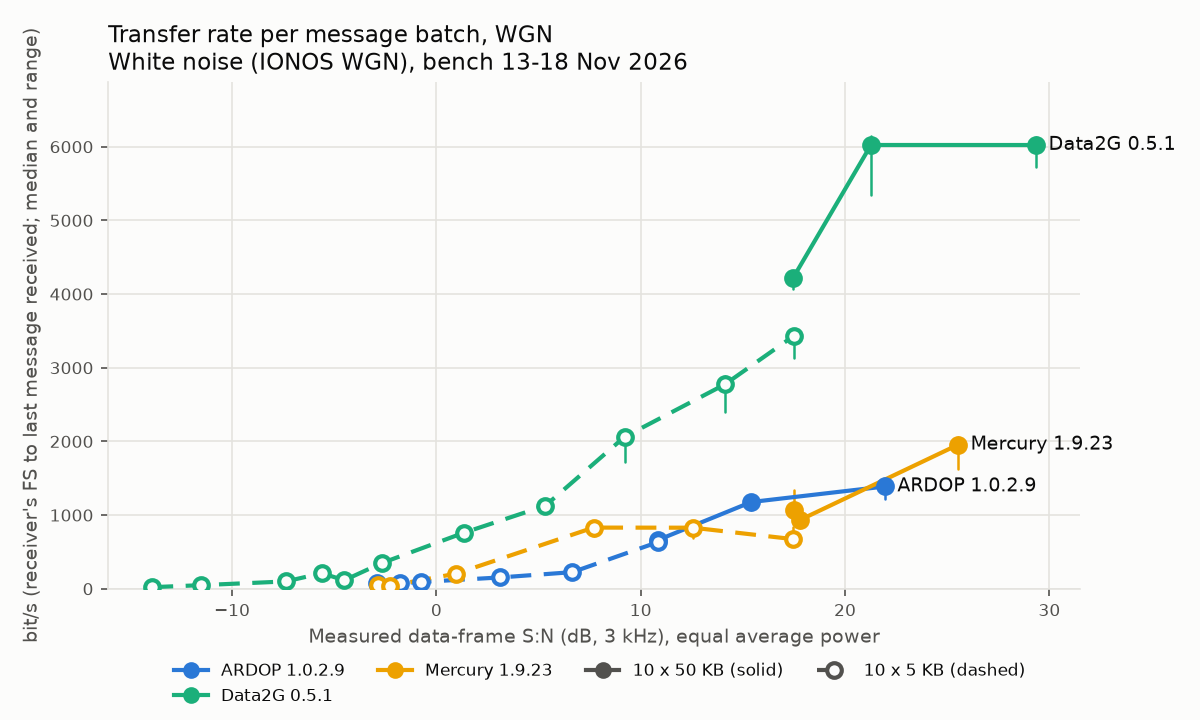 Transfer rate per message batch, WGN
White noise (IONOS WGN), bench 13-18 Nov 2026
bit/s (receiver's FS to last message received; median and range)
6000
5000
4000
3000
2000
1000
0
Data2G 0.5.1
Mercury 1.9.23
ARDOP 1.0.2.9
−10
0
10
20
30
Measured data-frame S:N (dB, 3 kHz), equal average power
ARDOP 1.0.2.9
Mercury 1.9.23
10 x 50 KB (solid)
10 x 5 KB (dashed)
Data2G 0.5.1